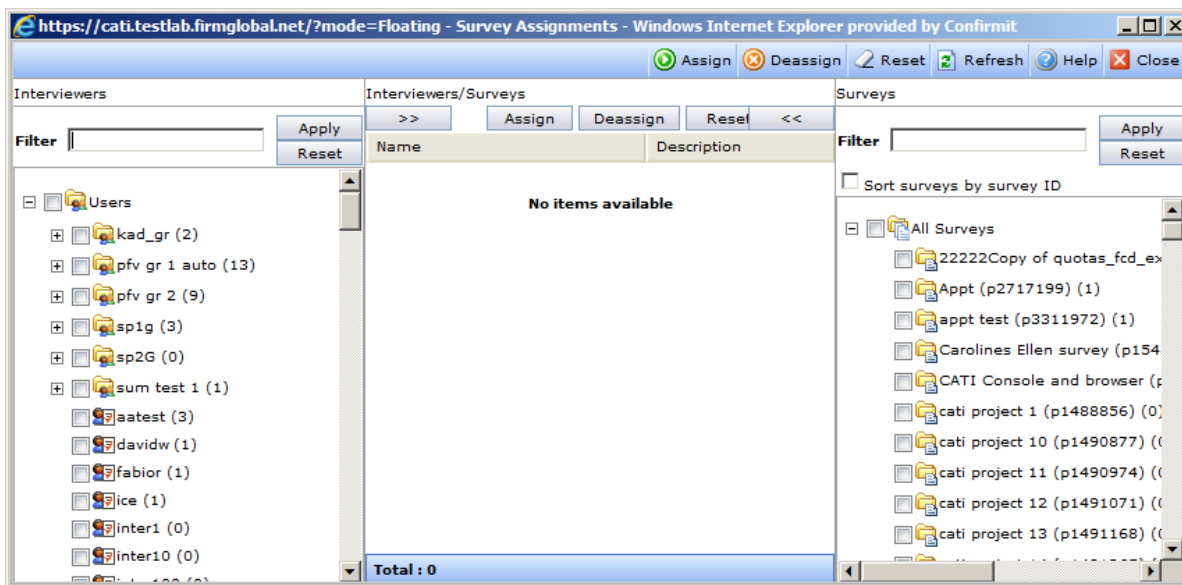 https://cati.testlab.firmglobal.net/?mode=Floating - Survey Assignments - Windows Internet Explorer provided by Confirmit
Assign Deassign Reset Refresh Help Close
Interviewers
Filter
Apply
Reset
Users
kad_gr (2)
pfv gr 1 auto (13)
pfv gr 2 (9)
sp1g (3)
sp2G (0)
sum test 1 (1)
aatest (3)
davidw (1)
fabior (1)
ice (1)
inter1 (0)
inter10 (0)
Interviewers/Surveys
>> Assign Deassign Reset <<
Name Description
No items available
Total : 0
Surveys
Filter
Apply
Reset
Sort surveys by survey ID
All Surveys
22222Copy of quotas_fcd_ex
Appt (p2717199) (1)
appt test (p3311972) (1)
Carolines Ellen survey (p154
CATI Console and browser (p
cati project 1 (p1488856) (0)
cati project 10 (p1490877) (0
cati project 11 (p1490974) (0
cati project 12 (p1491071) (0
cati project 13 (p1491168) (0